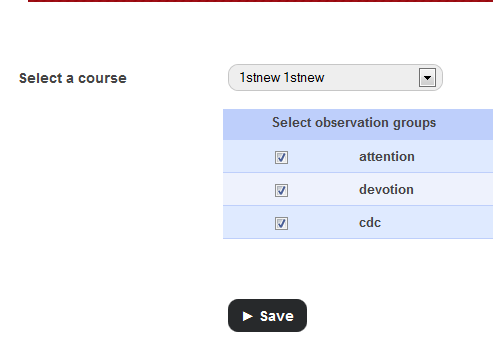 Select a course 1stnew 1stnew
Select observation groups
attention
devotion
cdc
► Save